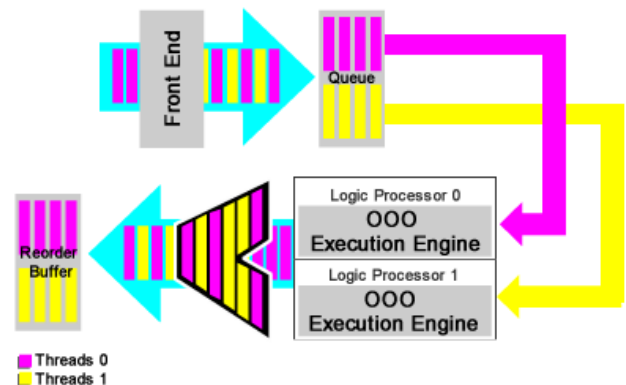 Front End
Queue
Logic Processor 0
OOO
Execution Engine
Logic Processor 1
OOO
Execution Engine
Reorder
Buffer
Threads 0
Threads 1